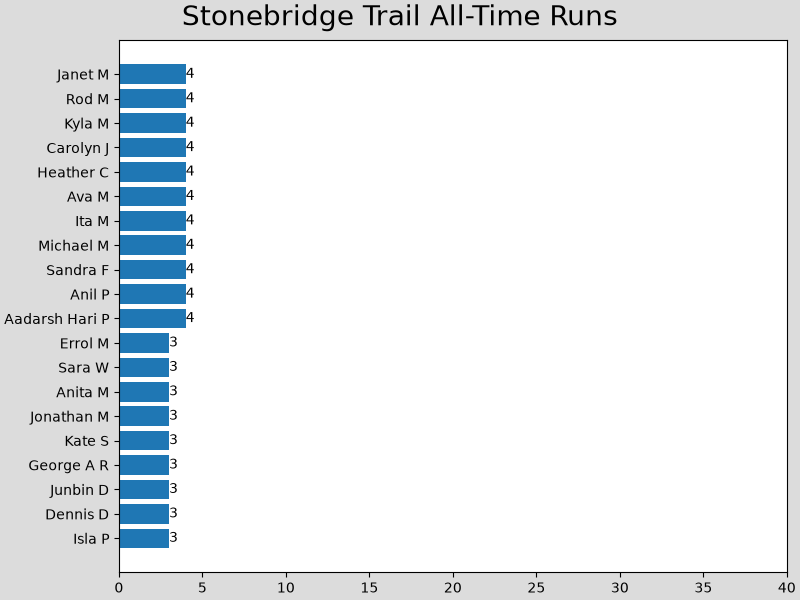 Stonebridge Trail All-Time Runs
Janet M 4
Rod M 4
Kyla M 4
Carolyn J 4
Heather C 4
Ava M 4
Ita M 4
Michael M 4
Sandra F 4
Anil P 4
Aadarsh Hari P 4
Errol M 3
Sara W 3
Anita M 3
Jonathan M 3
Kate S 3
George A R 3
Junbin D 3
Dennis D 3
Isla P 3
0 5 10 15 20 25 30 35 40